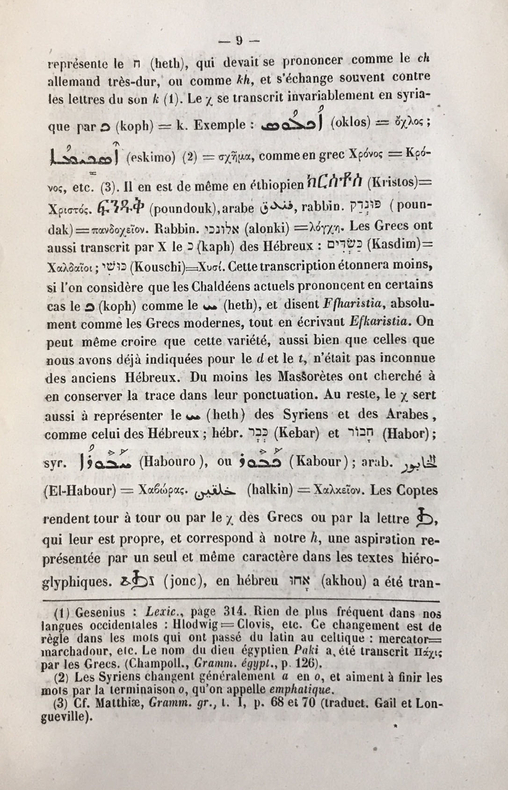 — 9 —
représente le ח (heth), qui devait se prononcer comme le ch
allemand très-dur, ou comme kh, et s'échange souvent contre
les lettres du son k (1). Le χ se transcrit invariablement en syria-
que par ܟ (koph) = k. Exemple : (oklos) = ὄχλος ;
(eskimo) (2) = σχῆμα, comme en grec Χρόνος = Κρό-
νος, etc. (3). Il en est de même en éthiopien ክርስቶስ (Kristos)=
Χριστός. ፍንዱቅ (poundouk), arabe فندق, rabbin. פונדק (poun-
dak)=πανδοχεῖον. Rabbin. אלונכי (alonki) =λόγχη. Les Grecs ont
aussi transcrit par X le כ (kaph) des Hébreux : כַּשְׂדִּים (Kasdim)=
Χαλδαῖοι ; כּוּשִׁי (Kouschi)=Χυσί. Cette transcription étonnera moins,
si l'on considère que les Chaldéens actuels prononcent en certains
cas le ܟ (koph) comme le ܚ (heth), et disent Efharistia, absolu-
ment comme les Grecs modernes, tout en écrivant Efkaristia. On
peut même croire que cette variété, aussi bien que celles que
nous avons déjà indiquées pour le d et le t, n'était pas inconnue
des anciens Hébreux. Du moins les Massorètes ont cherché à
en conserver la trace dans leur ponctuation. Au reste, le χ sert
aussi à représenter le ܚ (heth) des Syriens et des Arabes,
comme celui des Hébreux ; hébr. כְּבָר (Kebar) et חָבוֹר (Habor) ;
syr. (Habouro), ou (Kabour) ; arab. الخابور
(El-Habour) = Χαβώρας. خلقين (halkin) = Χαλκεῖον. Les Coptes
rendent tour à tour ou par le χ des Grecs ou par la lettre
qui leur est propre, et correspond à notre h, une aspiration re-
présentée par un seul et même caractère dans les textes hiéro-
glyphiques. (jonc), en hébreu אָחוּ (akhou) a été tran-
(1) Gesenius : Lexic., page 314. Rien de plus fréquent dans nos
langues occidentales : Hlodwig=Clovis, etc. Ce changement est de
règle dans les mots qui ont passé du latin au celtique : mercator=
marchadour, etc. Le nom du dieu égyptien Paki a été transcrit Πάχις
par les Grecs. (Champoll., Gramm. égypt., p. 126).
(2) Les Syriens changent généralement a en o, et aiment à finir les
mots par la terminaison o, qu'on appelle emphatique.
(3) Cf. Matthiæ, Gramm. gr., t. I, p. 68 et 70 (traduct. Gail et Lon-
gueville).